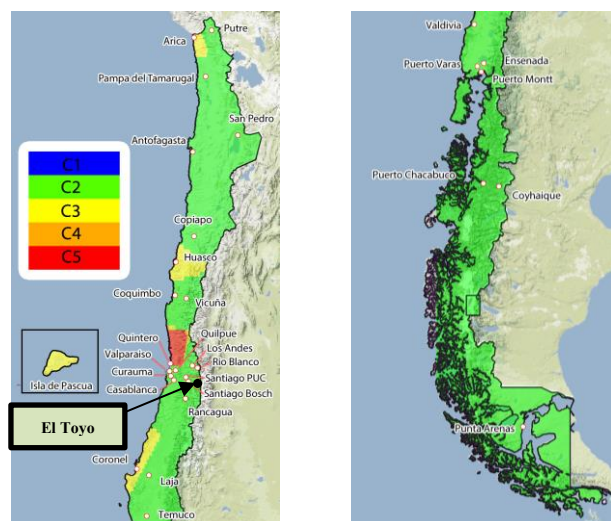 Arica
Putre
Pampa del Tamarugal
San Pedro
Antofagasta
C1
C2
C3
C4
C5
Copiapo
Huasco
Coquimbo
Vicuña
Quintero
Quilpue
Valparaiso
Los Andes
Curauma
Rio Blanco
Casablanca
Santiago PUC
Santiago Bosch
Isla de Pascua
El Toyo
Rancagua
Coronel
Laja
Temuco
Valdivia
Ensenada
Puerto Varas
Puerto Montt
Puerto Chacabuco
Coyhaique
Punta Arenas